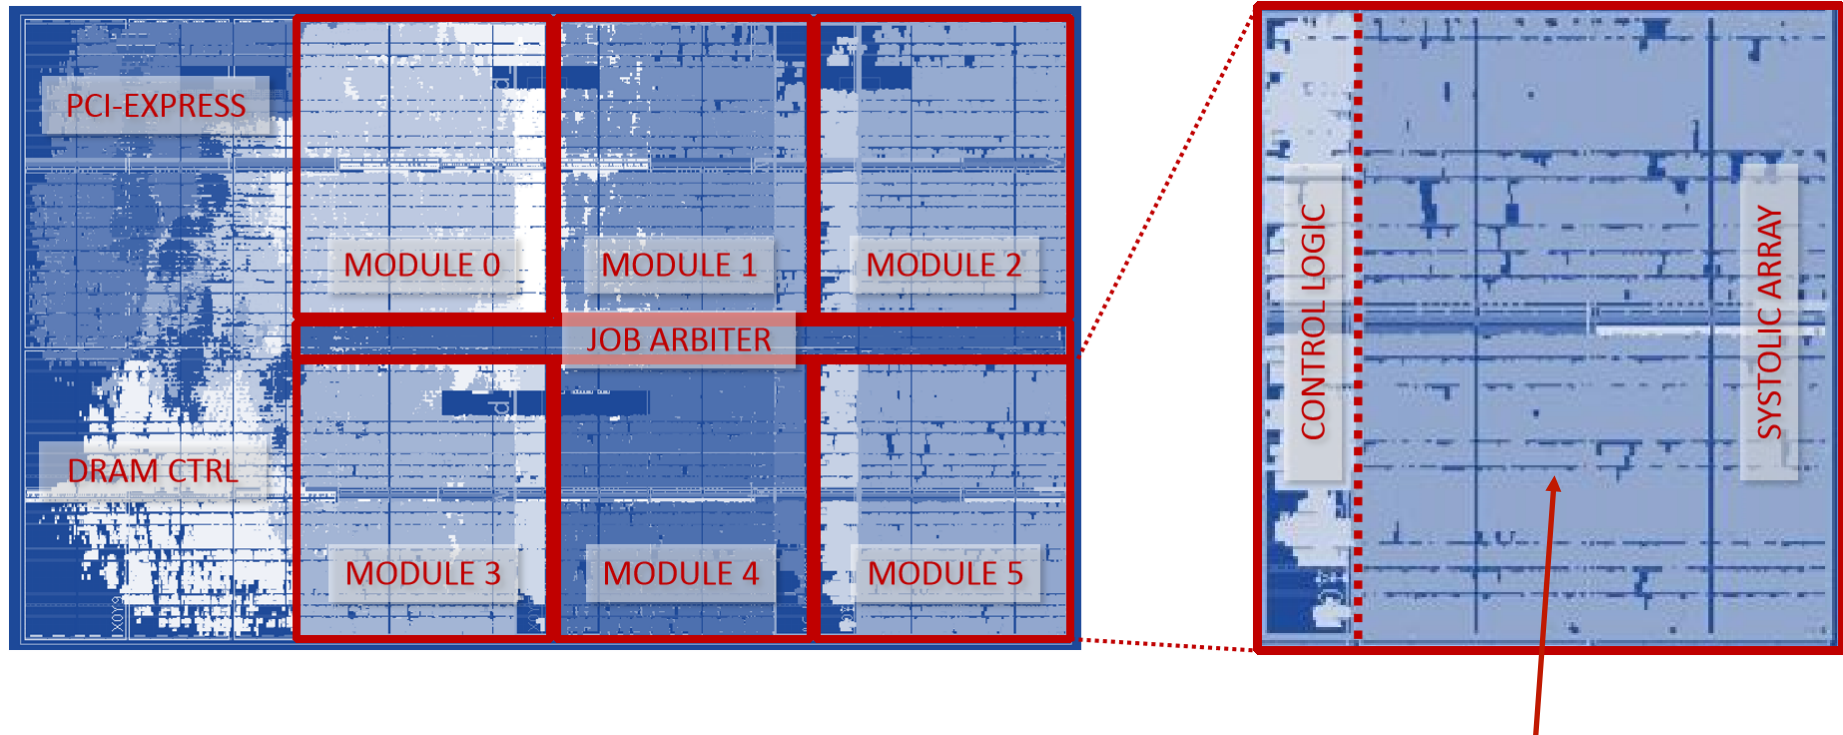 PCI-EXPRESS
MODULE 0
MODULE 1
MODULE 2
JOB ARBITER
DRAM CTRL
MODULE 3
MODULE 4
MODULE 5
CONTROL LOGIC
SYSTOLIC ARRAY